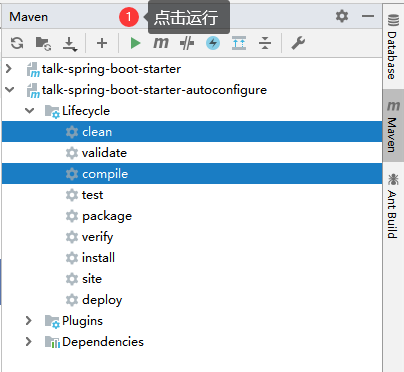 Maven
1 点击运行
m
talk-spring-boot-starter
talk-spring-boot-starter-autoconfigure
Lifecycle
clean
validate
compile
test
package
verify
install
site
deploy
Plugins
Dependencies
Database
m Maven
Ant Build